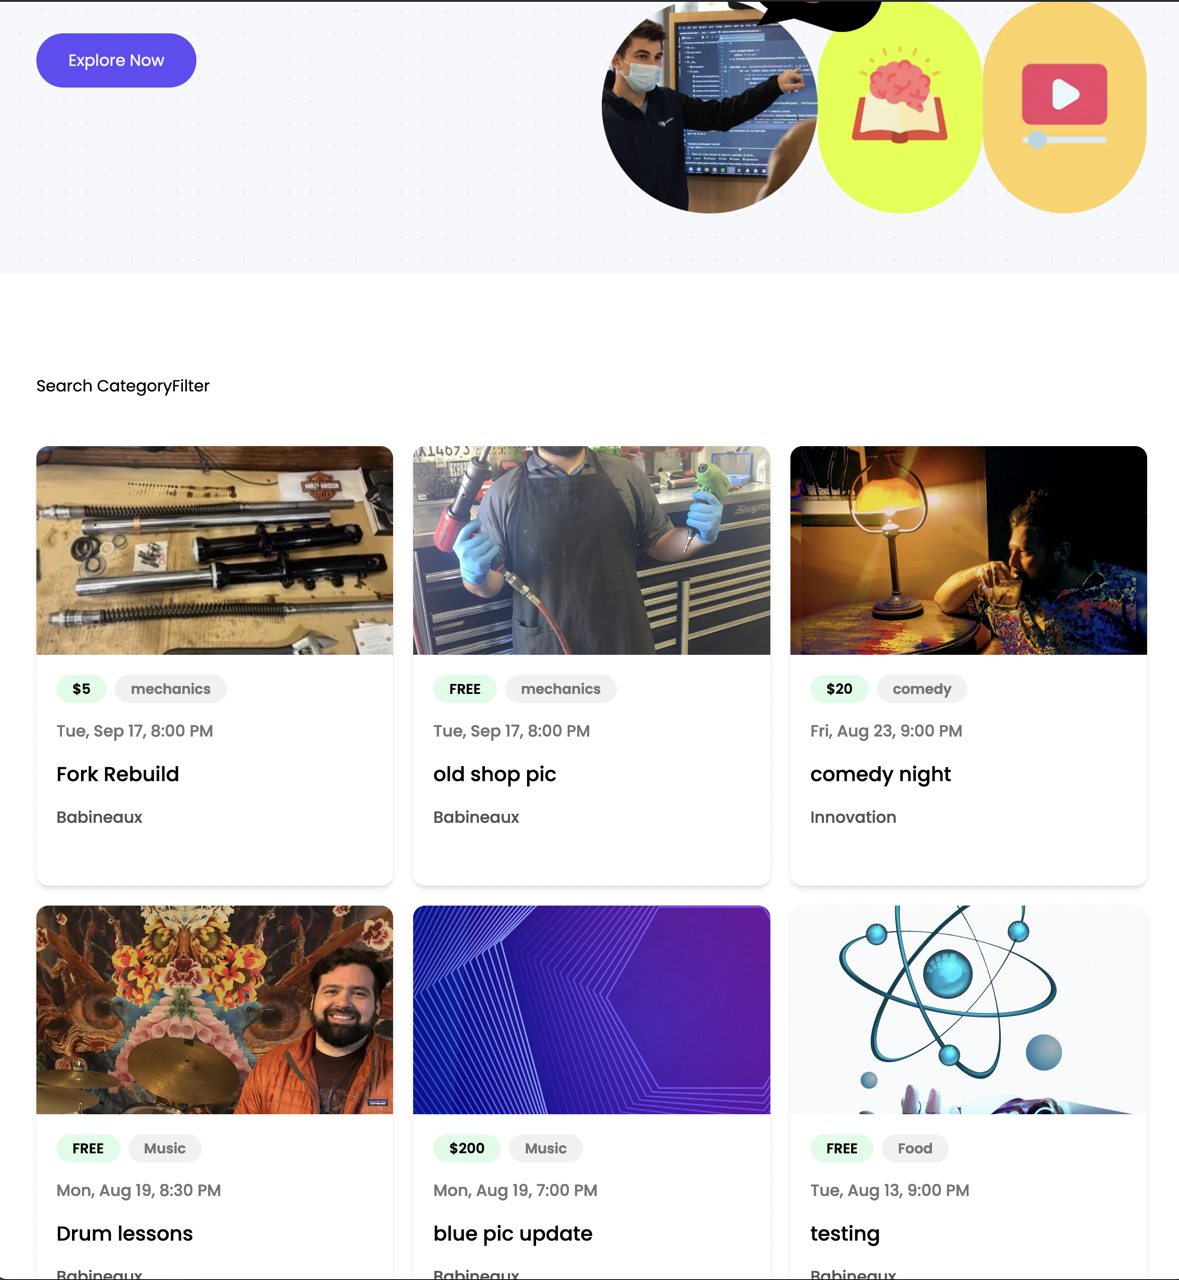 Explore Now
Search CategoryFilter
HARLEY-DAVIDSON
$5 mechanics
Tue, Sep 17, 8:00 PM
Fork Rebuild
Babineaux
FREE mechanics
Tue, Sep 17, 8:00 PM
old shop pic
Babineaux
$20 comedy
Fri, Aug 23, 9:00 PM
comedy night
Innovation
FREE Music
Mon, Aug 19, 8:30 PM
Drum lessons
Babineaux
$200 Music
Mon, Aug 19, 7:00 PM
blue pic update
Babineaux
FREE Food
Tue, Aug 13, 9:00 PM
testing
Babineaux